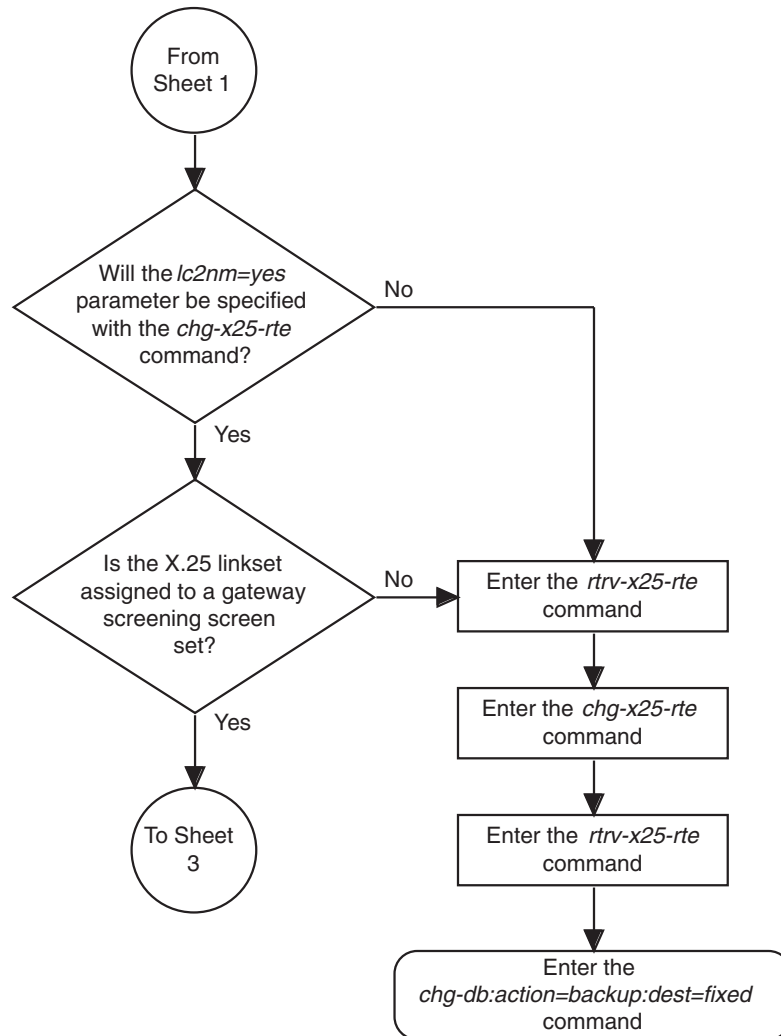 From
Sheet 1
Will the lc2nm=yes
parameter be specified
with the chg-x25-rte
command?
No
Yes
Is the X.25 linkset
assigned to a gateway
screening screen
set?
No
Yes
To Sheet
3
Enter the rtrv-x25-rte
command
Enter the chg-x25-rte
command
Enter the rtrv-x25-rte
command
Enter the
chg-db:action=backup:dest=fixed
command